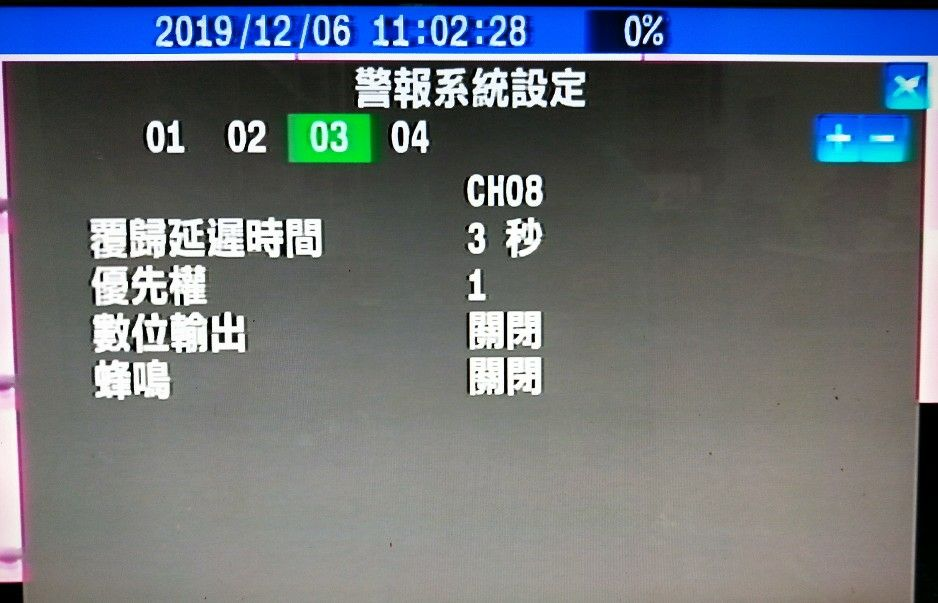 2019/12/06 11:02:28 0%
警報系統設定
01 02 03 04
+ −
CH08
覆歸延遲時間 3 秒
優先權 1
數位輸出 關閉
蜂鳴 關閉